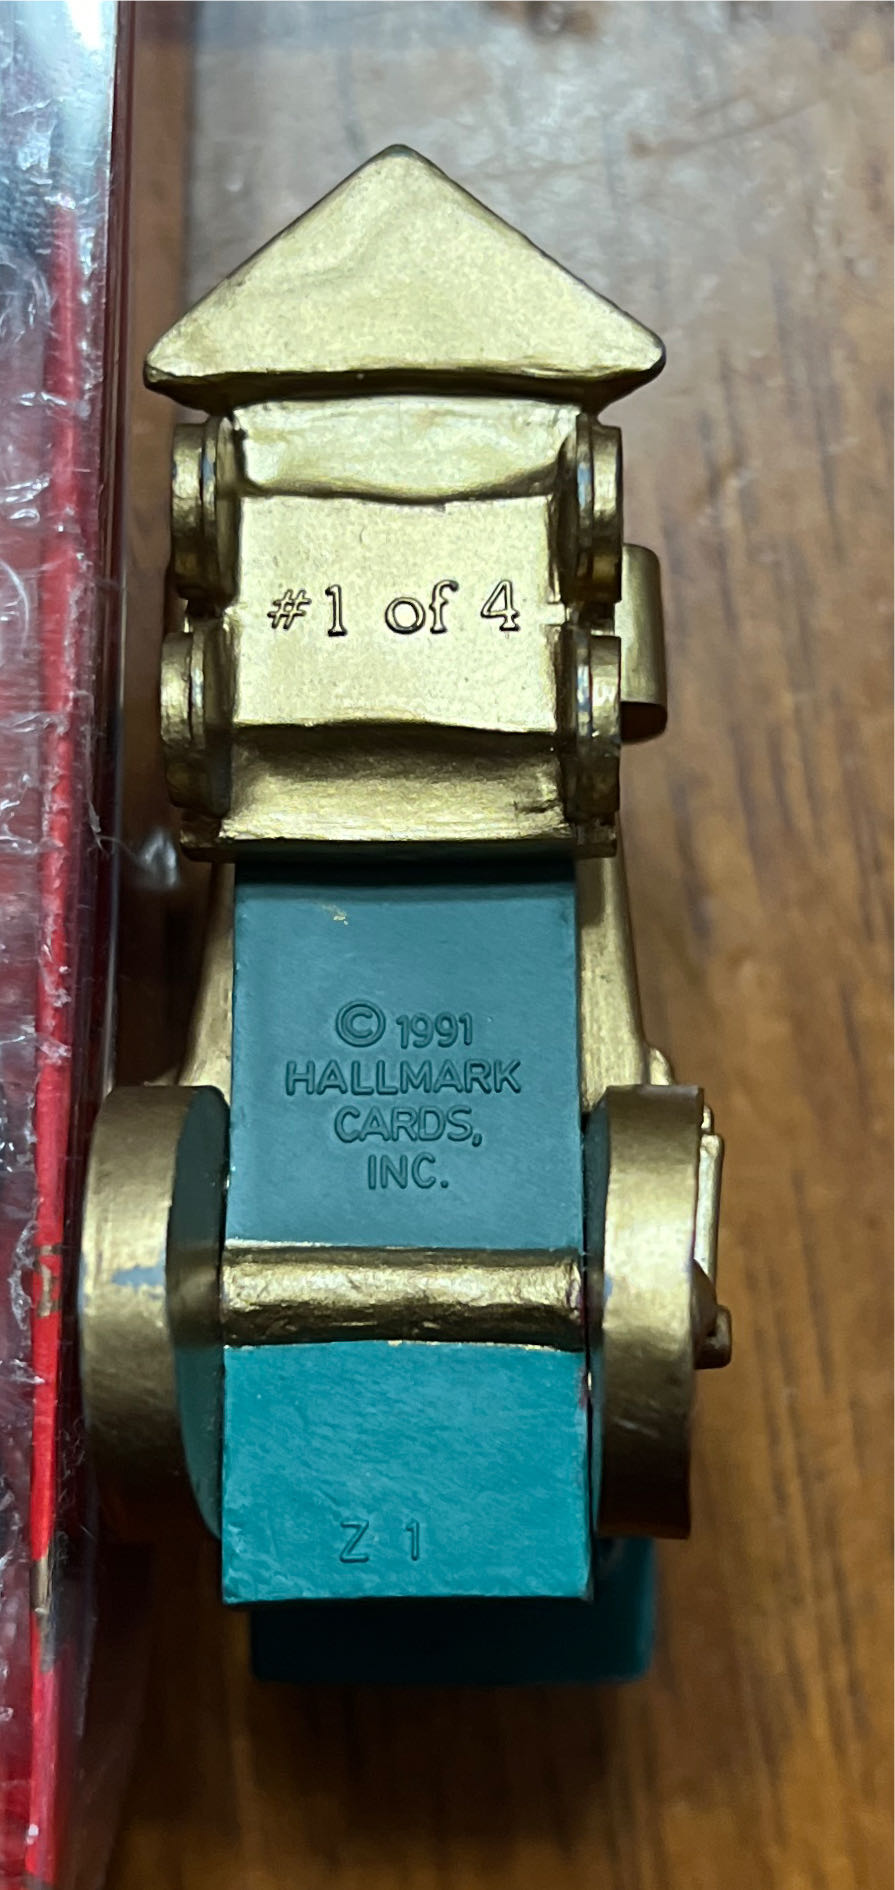 #1 of 4
© 1991
HALLMARK
CARDS,
INC.
Z 1